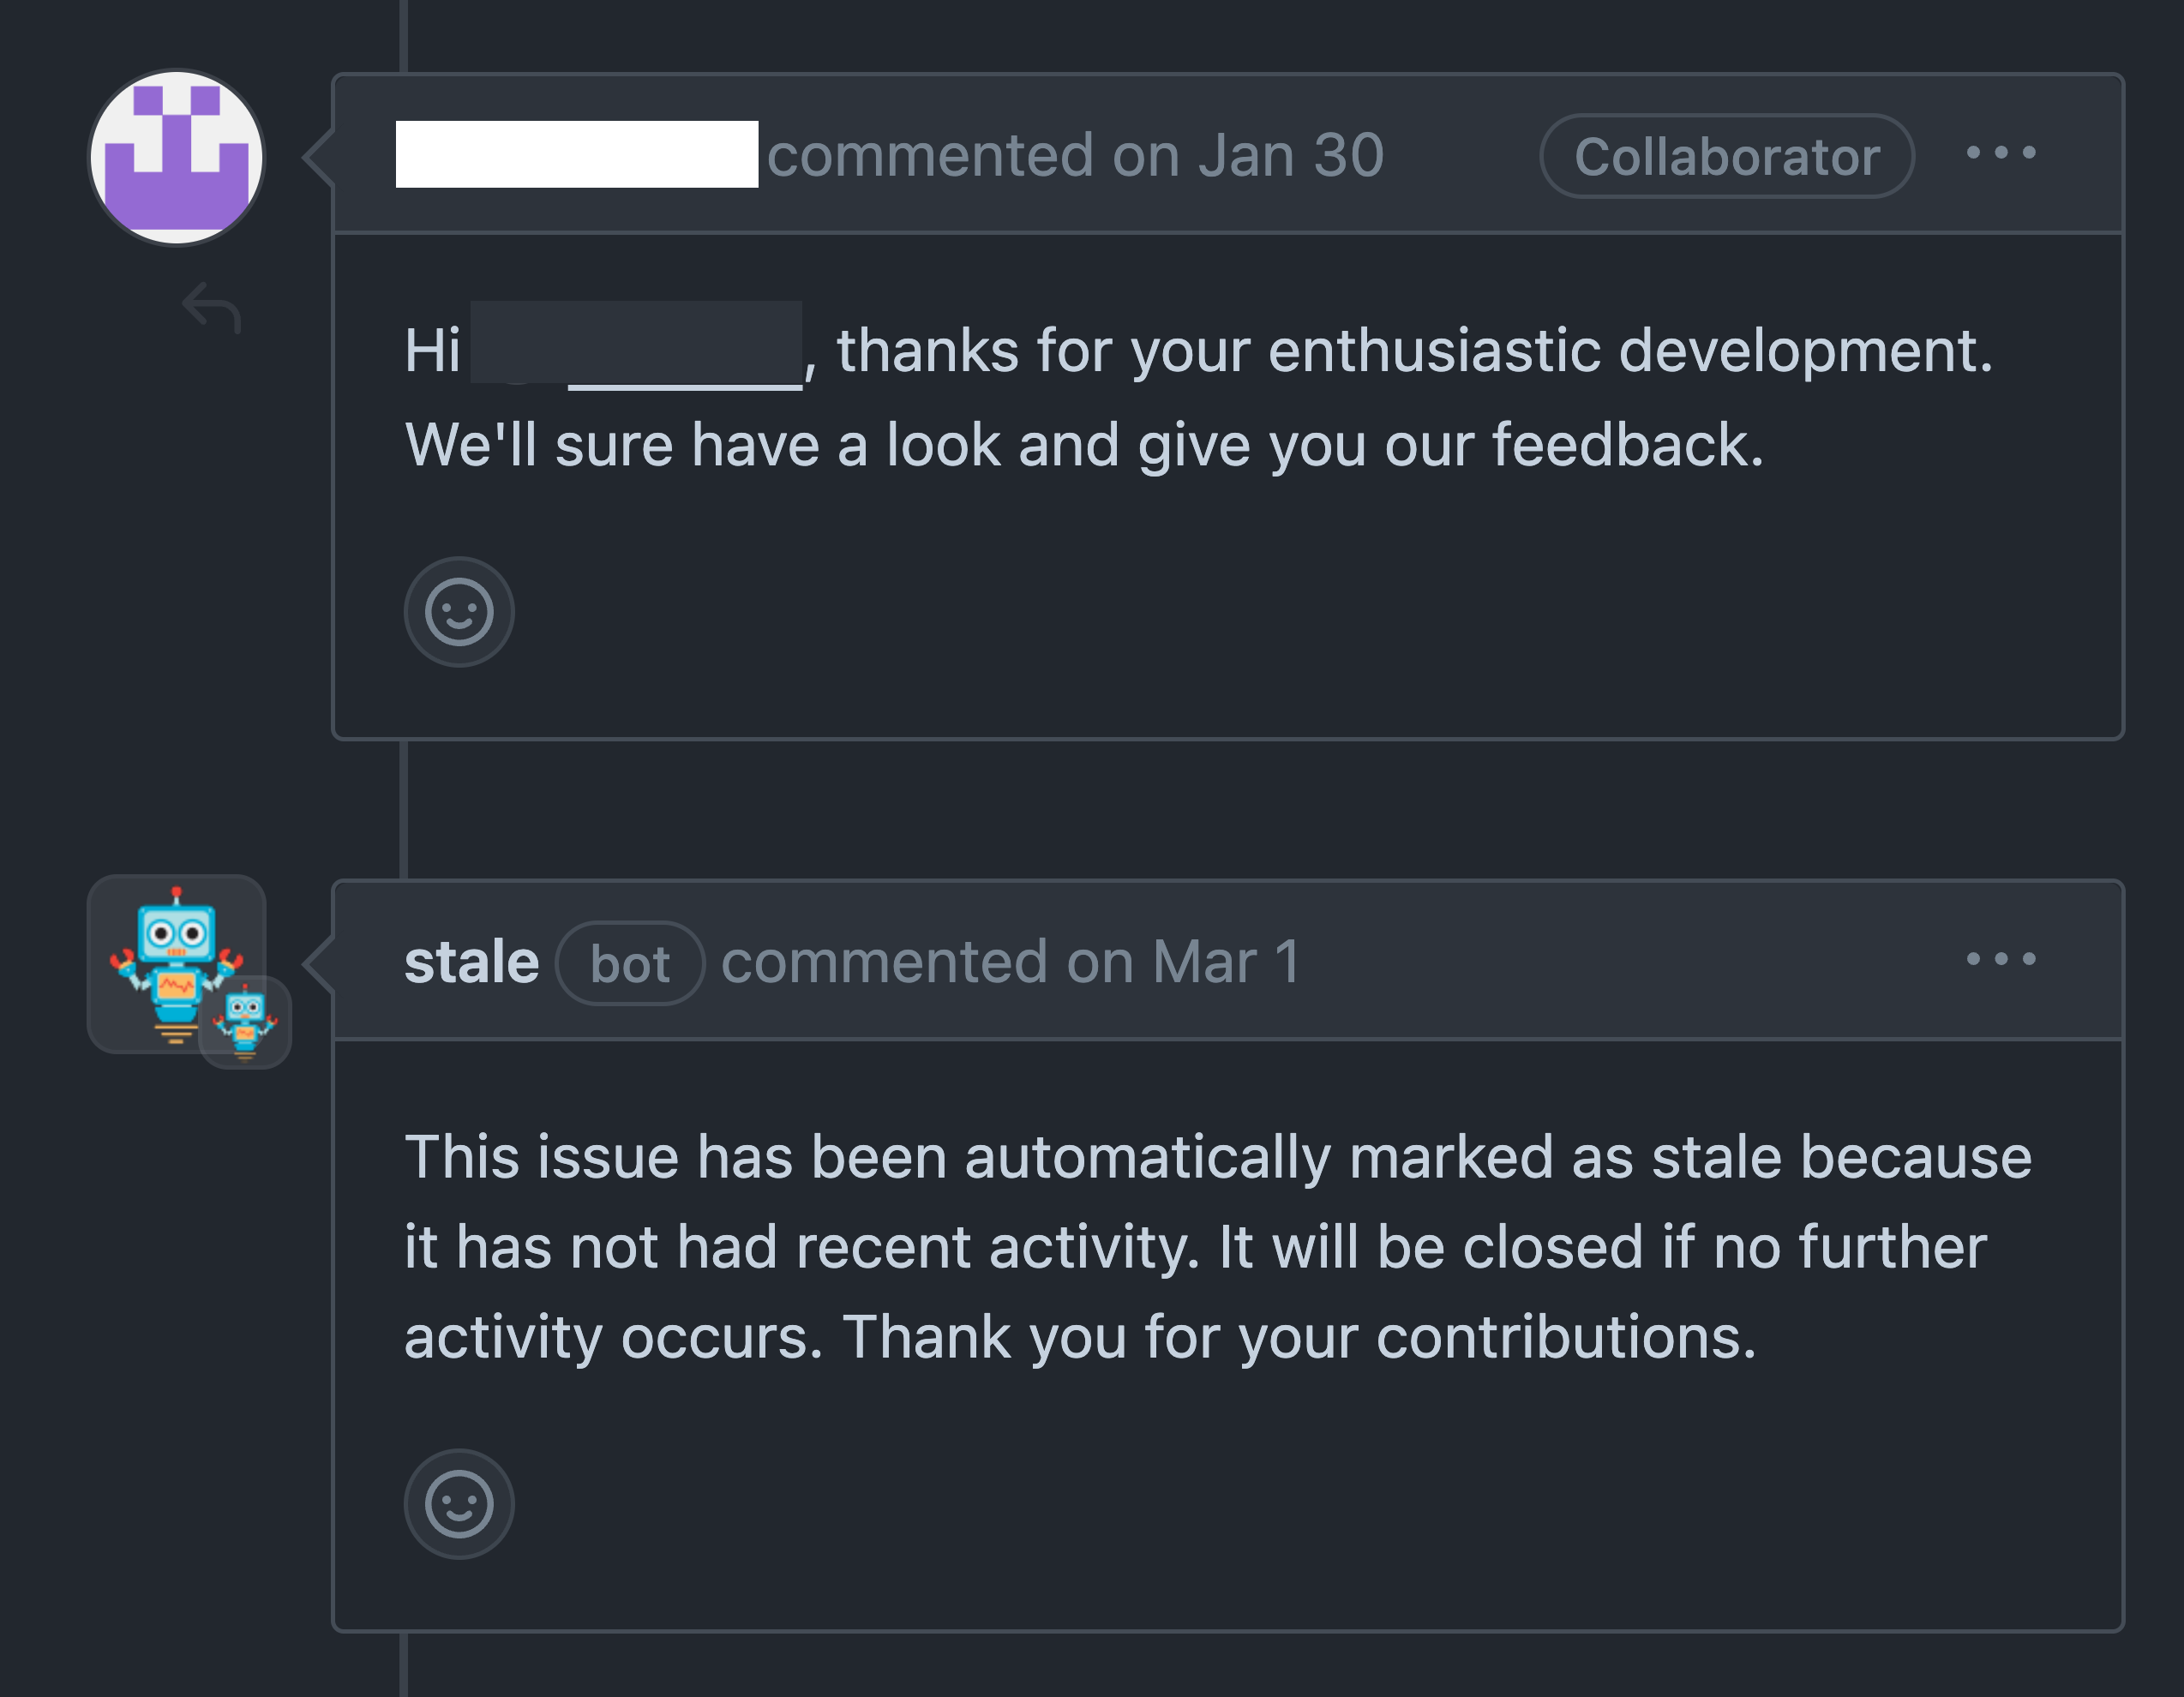 commented on Jan 30 Collaborator
Hi , thanks for your enthusiastic development.
We'll sure have a look and give you our feedback.
stale bot commented on Mar 1
This issue has been automatically marked as stale because
it has not had recent activity. It will be closed if no further
activity occurs. Thank you for your contributions.